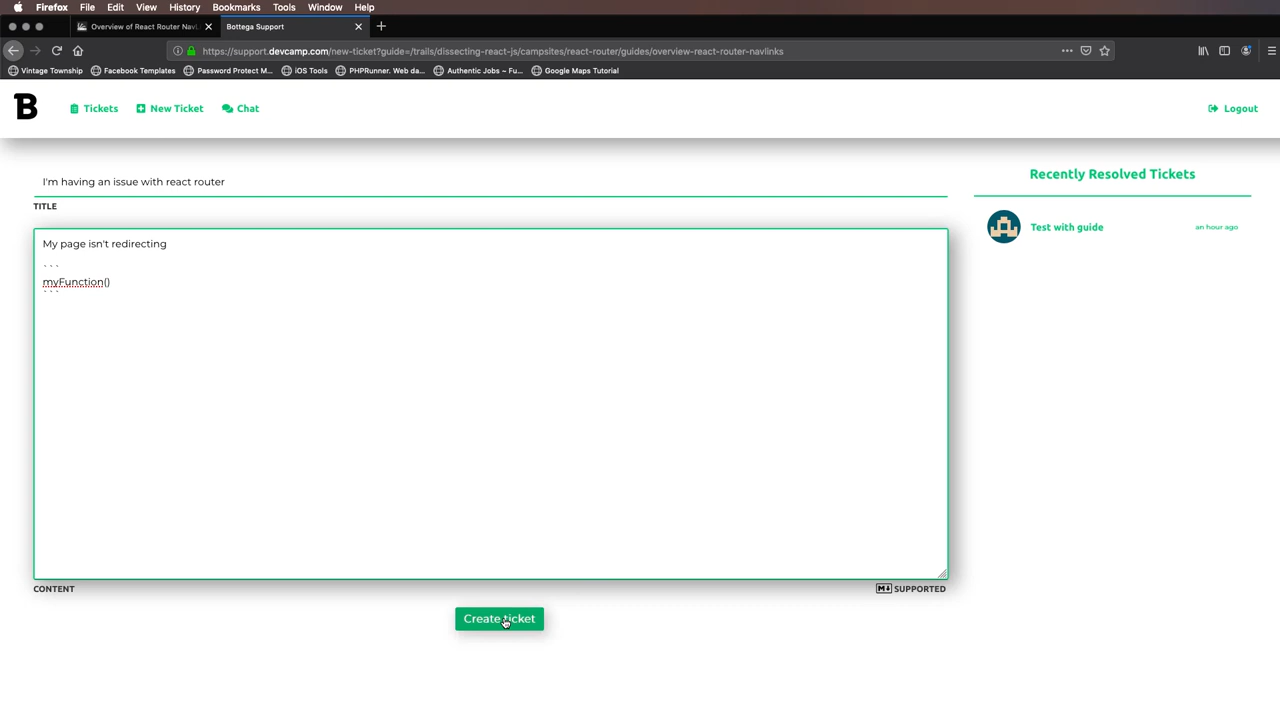 Firefox File Edit View History Bookmarks Tools Window Help
Overview of React Router NavL
Bottega Support
https://support.devcamp.com/new-ticket?guide=/trails/dissecting-react-js/campsites/react-router/guides/overview-react-router-navlinks
Vintage Township Facebook Templates Password Protect M... iOS Tools PHPRunner. Web da... Authentic Jobs ~ Fu... Google Maps Tutorial
B Tickets New Ticket Chat Logout
I'm having an issue with react router
TITLE
Recently Resolved Tickets
Test with guide an hour ago
My page isn't redirecting
```
myFunction()
```
CONTENT
M SUPPORTED
Create ticket